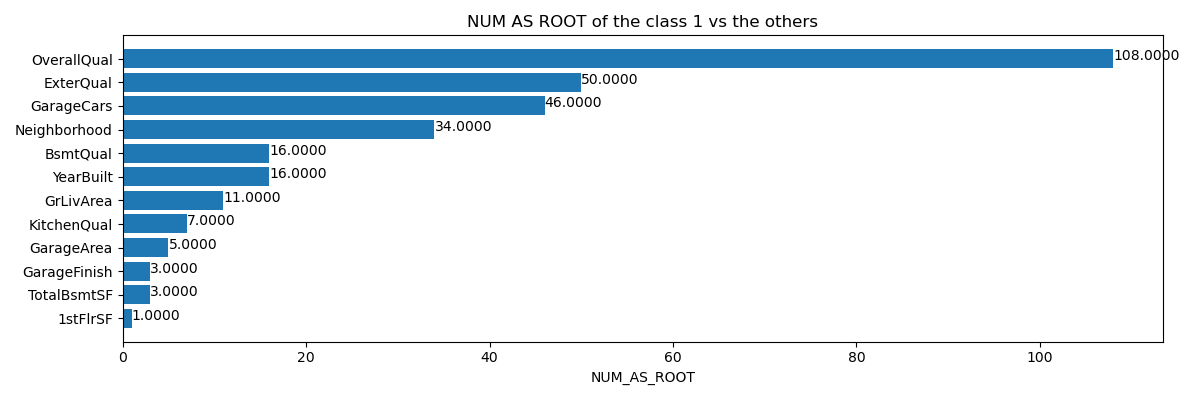 NUM AS ROOT of the class 1 vs the others
OverallQual 108.0000
ExterQual 50.0000
GarageCars 46.0000
Neighborhood 34.0000
BsmtQual 16.0000
YearBuilt 16.0000
GrLivArea 11.0000
KitchenQual 7.0000
GarageArea 5.0000
GarageFinish 3.0000
TotalBsmtSF 3.0000
1stFlrSF 1.0000
0 20 40 60 80 100
NUM_AS_ROOT